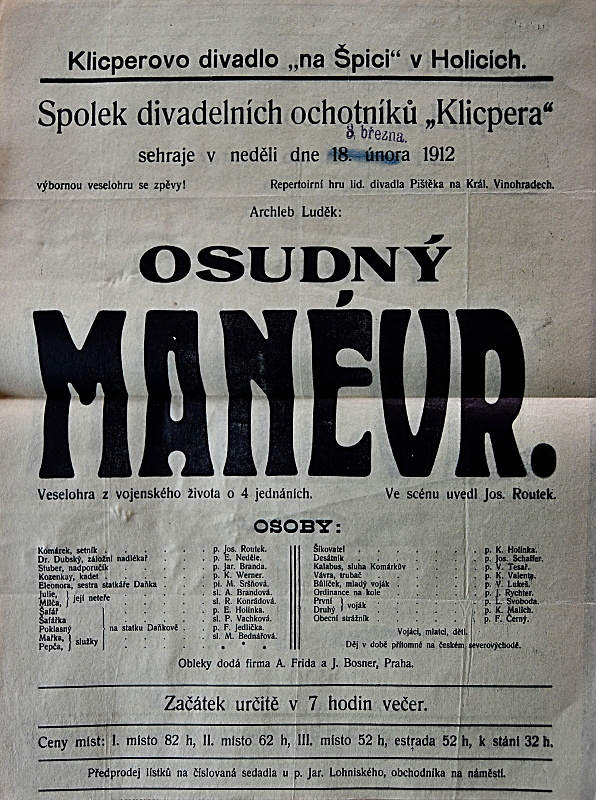 Klicperovo divadlo „na Špici“ v Holicích.
Spolek divadelních ochotníků „Klicpera“
3. března.
sehraje v neděli dne 18. února 1912
výbornou veselohru se zpěvy! Repertoirní hru lid. divadla Pištěka na Král. Vinohradech.
Archleb Luděk:
OSUDNÝ
MANÉVR.
Veselohra z vojenského života o 4 jednáních. Ve scénu uvedl Jos. Routek.
OSOBY:
Komárek, setník . . . p. Jos. Routek.
Dr. Dubský, záložní nadlékař p. E. Neděle.
Stuber, nadporučík . . . p. Jar. Branda.
Kozenkay, kadet . . . p. K. Werner.
Eleonora, sestra statkáře Daňka . pí. M. Sršňová.
Julie, } její neteře . . . sl. A. Brandová.
Milča, } sl. R. Konrádová.
Šafář } na statku Daňkově p. E. Holinka.
Šafářka sl. P. Vachková.
Poklasný p. F. Jedlička.
Mařka, } služky . . . sl. M. Bednářová.
Pepča, } * * *
Šikovatel . . . p. K. Holinka.
Desátník . . . p. Jos. Schaffer.
Kalabus, sluha Komárkův . . . p. V. Tesař.
Vávra, trubač . . . p. K. Valenta.
Bulíček, mladý voják . . . p. V. Lukeš.
Ordinance na kole . . . p. J. Rychter.
První } voják . . . p. L. Svoboda.
Druhý } p. K. Malich.
Obecní strážník . . . p. F. Černý.
Vojáci, mlatci, děti.
Děj v době přítomné na českém severovýchodě.
Obleky dodá firma A. Frida a J. Bosner, Praha.
Začátek určitě v 7 hodin večer.
Ceny míst: I. místo 82 h, II. místo 62 h, III. místo 52 h, estrada 52 h, k stání 32 h.
Předprodej lístků na číslovaná sedadla u p. Jar. Lohniského, obchodníka na náměstí.